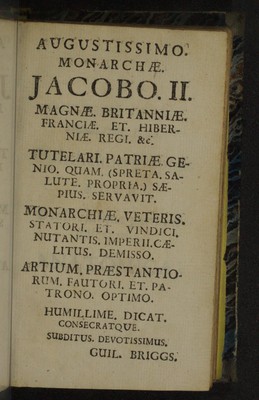 AUGUSTISSIMO.
MONARCHÆ.
JACOBO. II.
MAGNÆ. BRITANNIÆ.
FRANCIÆ. ET. HIBER-
NIÆ. REGI. &c.
TUTELARI. PATRIÆ. GE-
NIO. QUAM. (SPRETA. SA-
LUTE. PROPRIA.) SÆ-
PIUS. SERVAVIT.
MONARCHIÆ. VETERIS.
STATORI. ET. VINDICI.
NUTANTIS. IMPERII. CÆ-
LITUS. DEMISSO.
ARTIUM. PRÆSTANTIO-
RUM. FAUTORI. ET. PA-
TRONO. OPTIMO.
HUMILLIME. DICAT.
CONSECRATQUE.
SUBDITUS. DEVOTISSIMUS.
GUIL. BRIGGS.